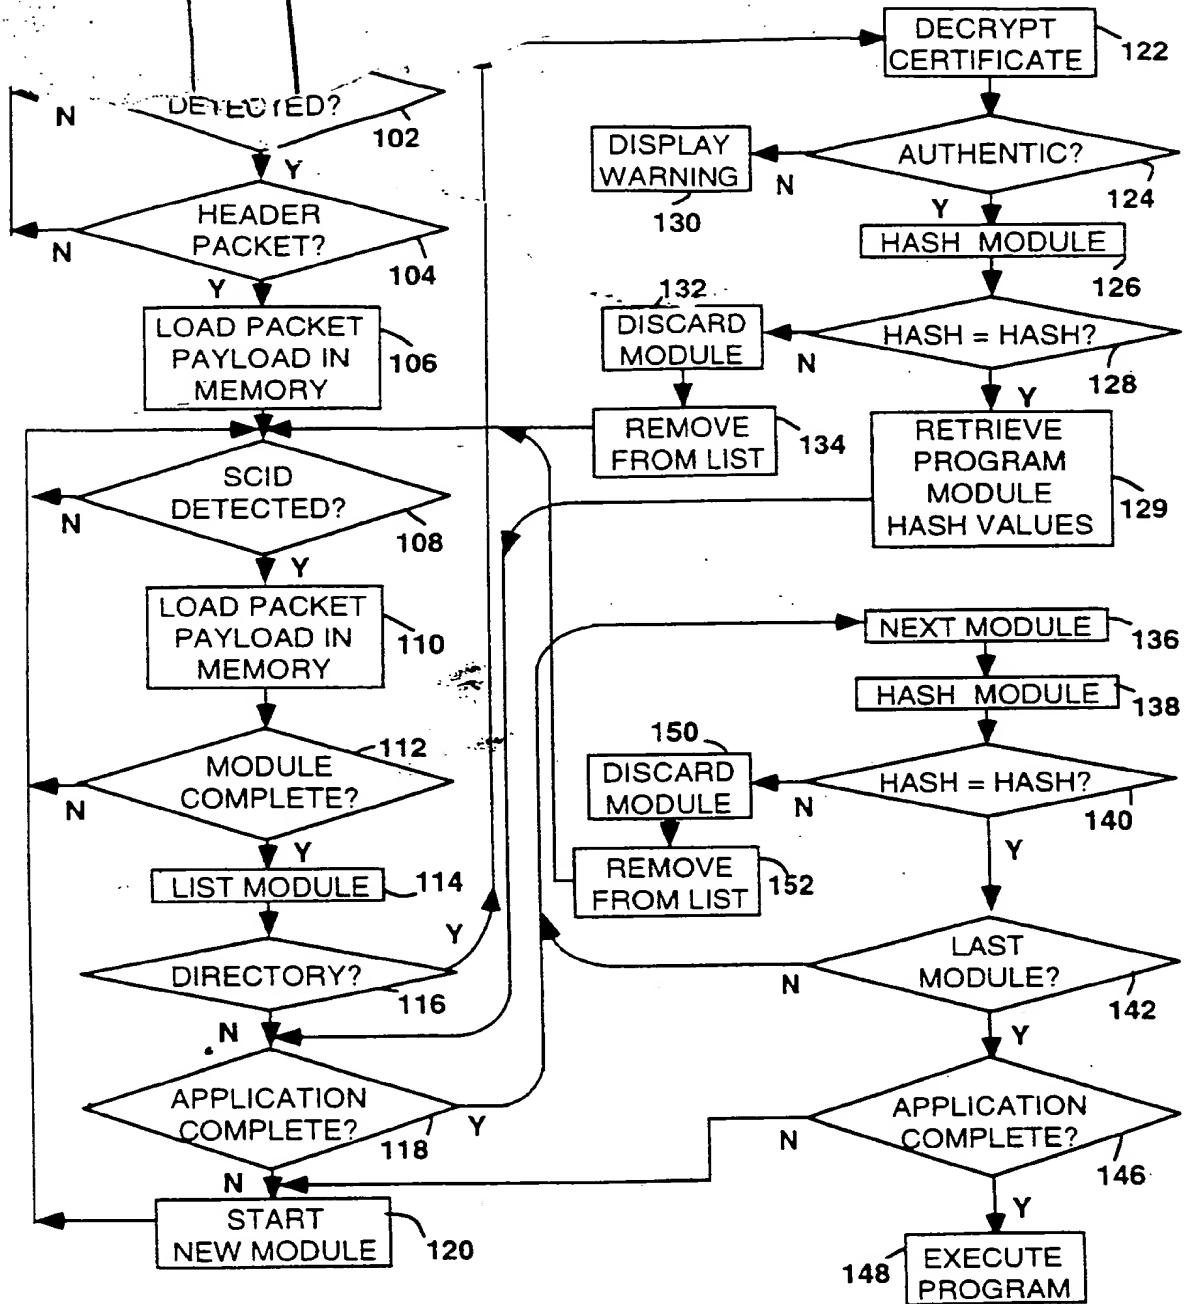 DETECTED?
102
N
Y
HEADER
PACKET?
104
N
Y
LOAD PACKET
PAYLOAD IN
MEMORY
106
SCID
DETECTED?
108
N
Y
LOAD PACKET
PAYLOAD IN
MEMORY
110
MODULE
COMPLETE?
112
N
Y
LIST MODULE
114
DIRECTORY?
116
Y
N
APPLICATION
COMPLETE?
118
Y
N
START
NEW MODULE
120
DECRYPT
CERTIFICATE
122
AUTHENTIC?
124
N
Y
DISPLAY
WARNING
130
HASH MODULE
126
HASH = HASH?
128
N
Y
132
DISCARD
MODULE
REMOVE
FROM LIST
134
RETRIEVE
PROGRAM
MODULE
HASH VALUES
129
NEXT MODULE
136
HASH MODULE
138
HASH = HASH?
140
N
Y
150
DISCARD
MODULE
REMOVE
FROM LIST
152
LAST
MODULE?
142
N
Y
APPLICATION
COMPLETE?
146
N
Y
EXECUTE
PROGRAM
148